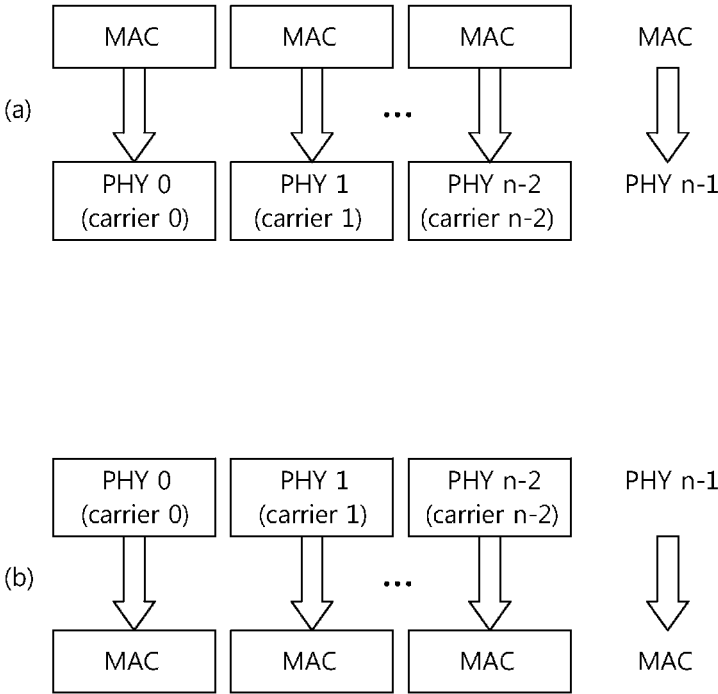 MAC MAC MAC MAC
(a)
...
PHY 0 PHY 1 PHY n-2 PHY n-1
(carrier 0) (carrier 1) (carrier n-2)
PHY 0 PHY 1 PHY n-2 PHY n-1
(carrier 0) (carrier 1) (carrier n-2)
(b)
...
MAC MAC MAC MAC